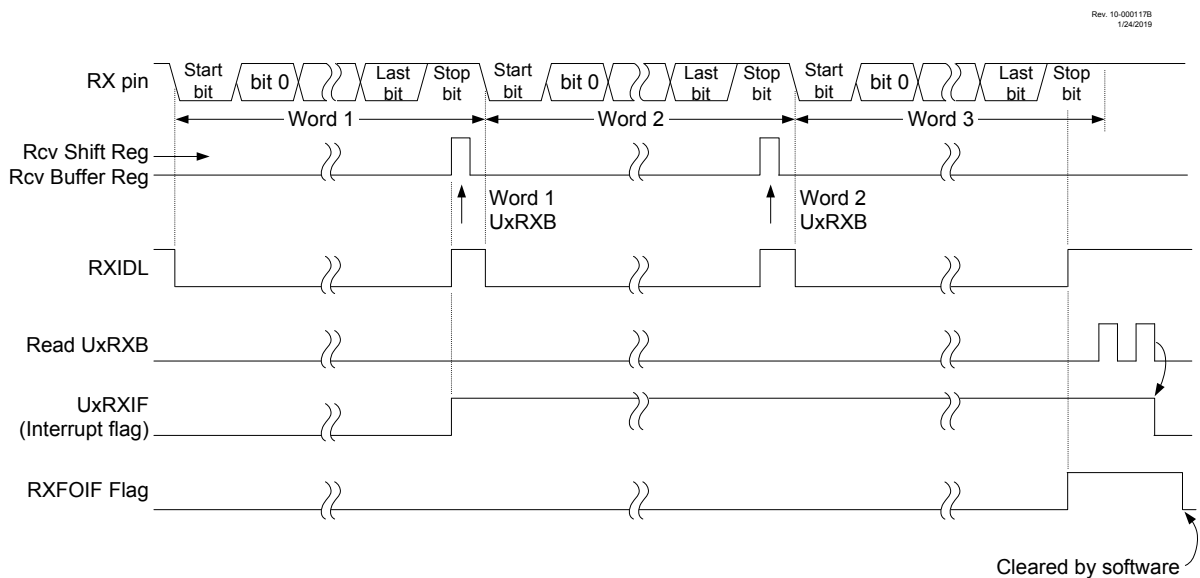 Rev. 10-000117B
1/24/2019
RX pin
Start bit
bit 0
Last bit
Stop bit
Start bit
bit 0
Last bit
Stop bit
Start bit
bit 0
Last bit
Stop bit
Word 1
Word 2
Word 3
Rcv Shift Reg
Rcv Buffer Reg
Word 1
UxRXB
Word 2
UxRXB
RXIDL
Read UxRXB
UxRXIF
(Interrupt flag)
RXFOIF Flag
Cleared by software